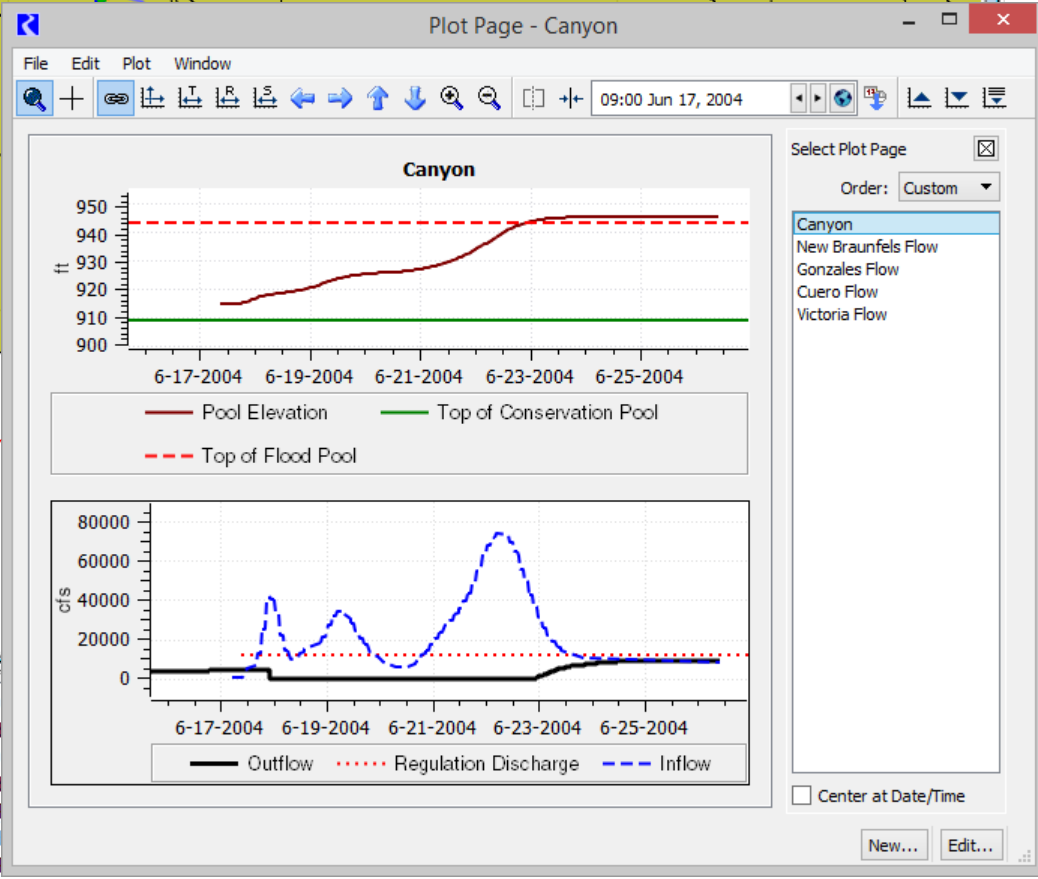 Plot Page - Canyon
File Edit Plot Window
T R S
09:00 Jun 17, 2004
13
Select Plot Page
Order: Custom
Canyon
New Braunfels Flow
Gonzales Flow
Cuero Flow
Victoria Flow
Canyon
950
940
930
920
910
900
ft
6-17-2004 6-19-2004 6-21-2004 6-23-2004 6-25-2004
Pool Elevation Top of Conservation Pool
Top of Flood Pool
80000
60000
40000
20000
0
cfs
6-17-2004 6-19-2004 6-21-2004 6-23-2004 6-25-2004
Outflow Regulation Discharge Inflow
Center at Date/Time
New... Edit...